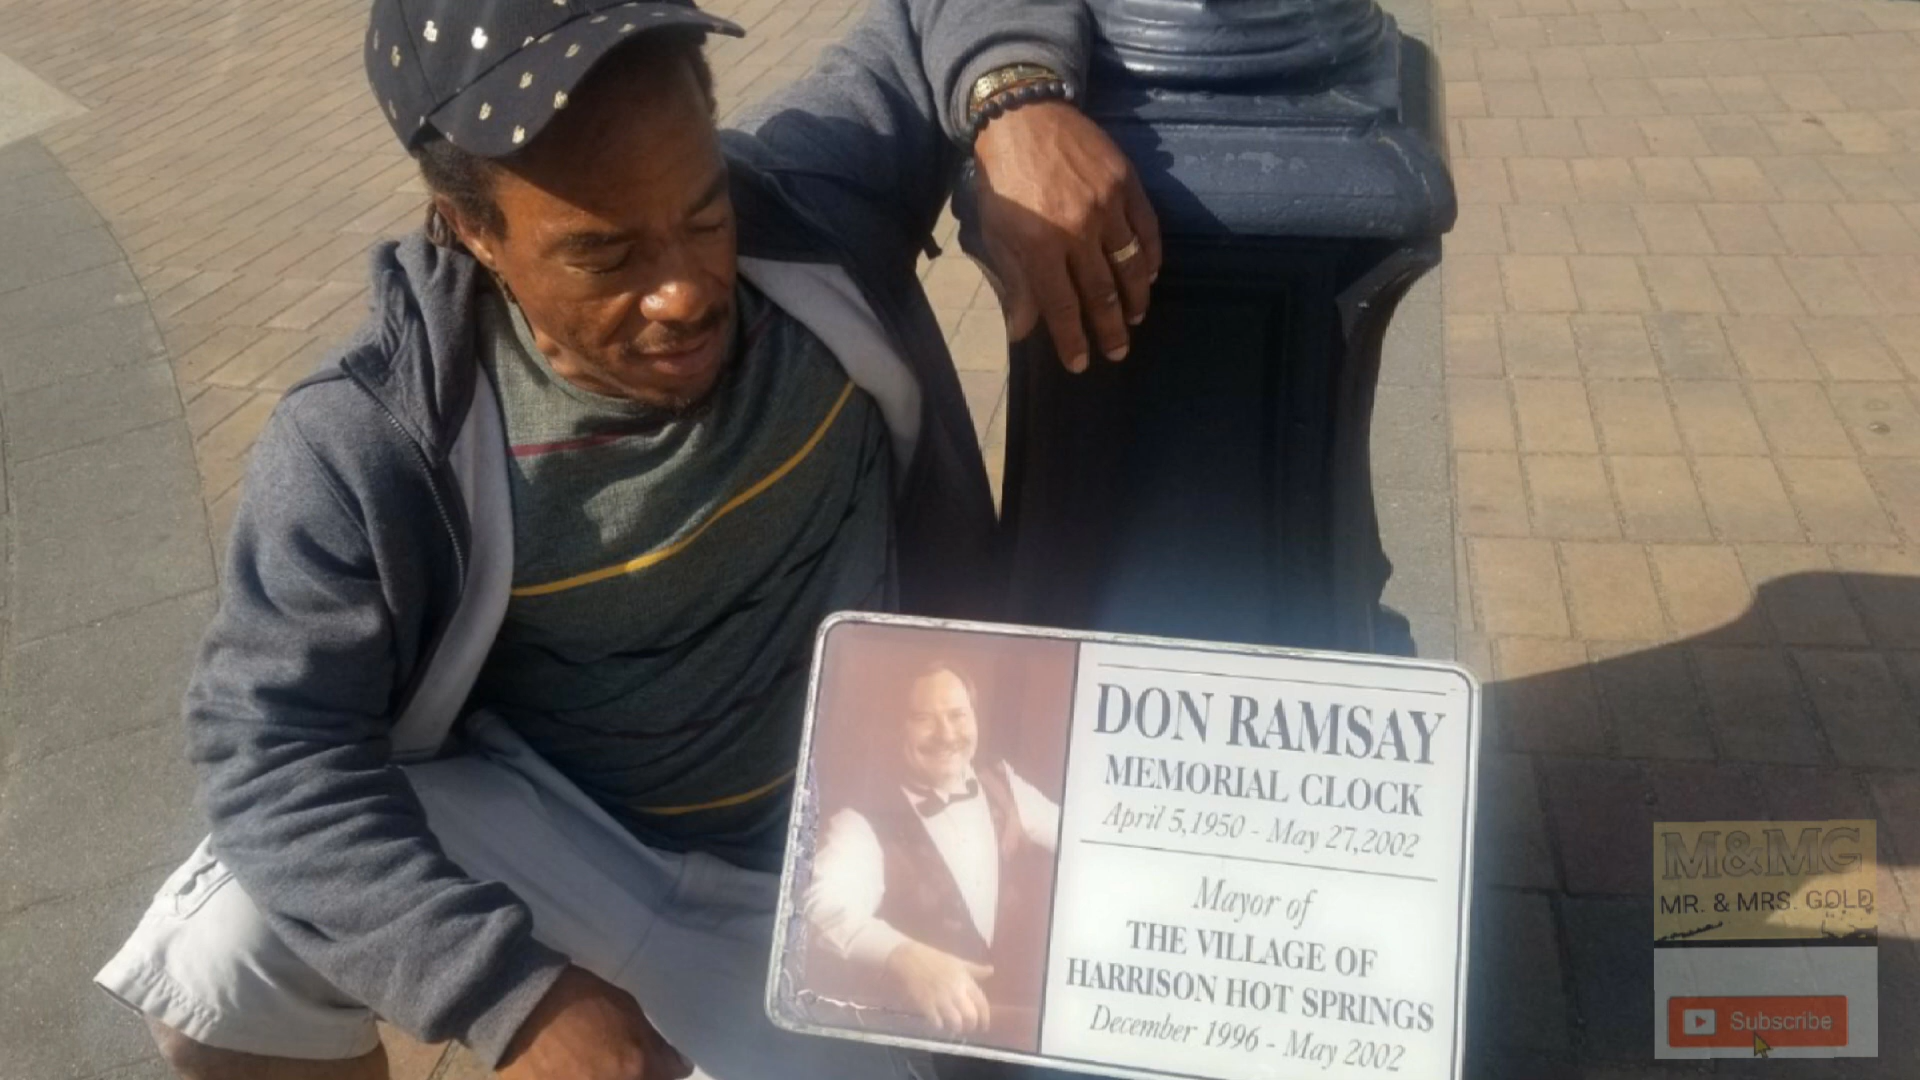 DON RAMSAY
MEMORIAL CLOCK
April 5,1950 - May 27,2002
Mayor of
THE VILLAGE OF
HARRISON HOT SPRINGS
December 1996 - May 2002
M&MG
MR. & MRS. GOLD
Subscribe